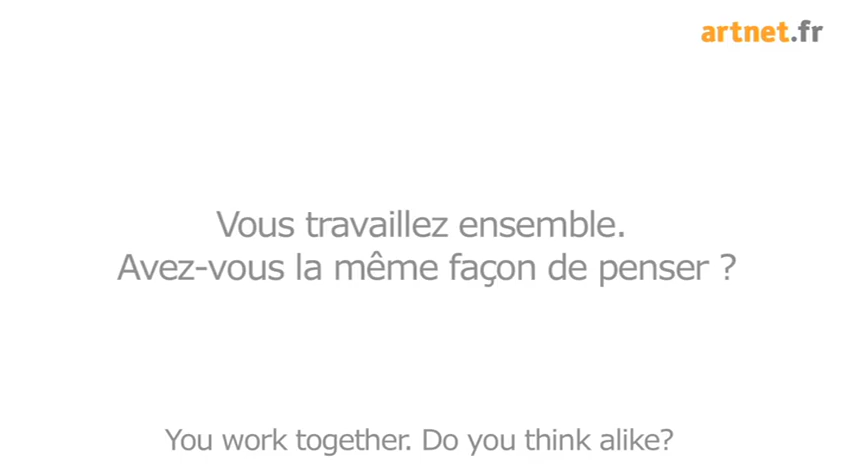 artnet.fr
Vous travaillez ensemble.
Avez-vous la même façon de penser ?
You work together. Do you think alike?